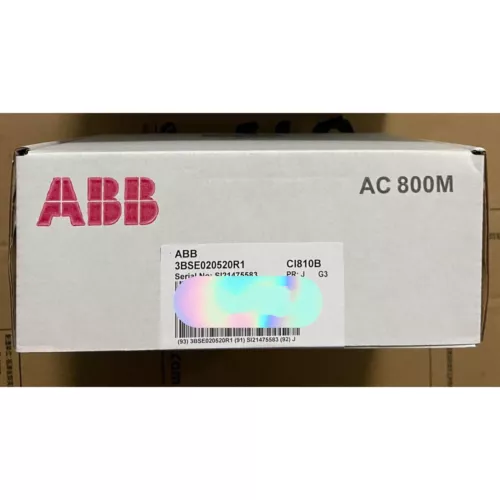 ABB
AC 800M
ABB
3BSE020520R1 CI810B
Serial No: SI21475583 PR: J G3
(93) 3BSE020520R1 (91) SI21475583 (92) J